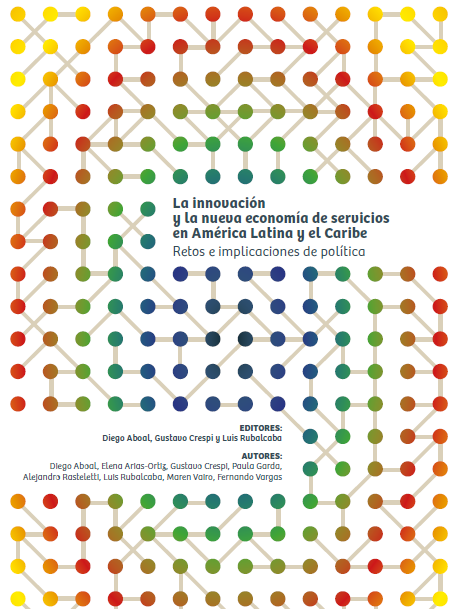 La innovación
y la nueva economía de servicios
en América Latina y el Caribe
Retos e implicaciones de política
EDITORES:
Diego Aboal, Gustavo Crespi y Luis Rubalcaba
AUTORES:
Diego Aboal, Elena Arias-Ortiz, Gustavo Crespi, Paula Garda,
Alejandro Rasteletti, Luis Rubalcaba, Maren Vairo, Fernando Vargas